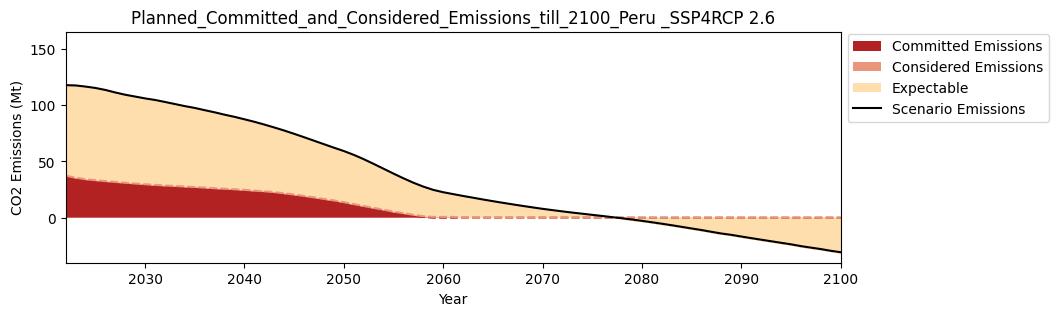 Planned_Committed_and_Considered_Emissions_till_2100_Peru _SSP4RCP 2.6
CO2 Emissions (Mt)
150
100
50
0
2030 2040 2050 2060 2070 2080 2090 2100
Year
Committed Emissions
Considered Emissions
Expectable
Scenario Emissions